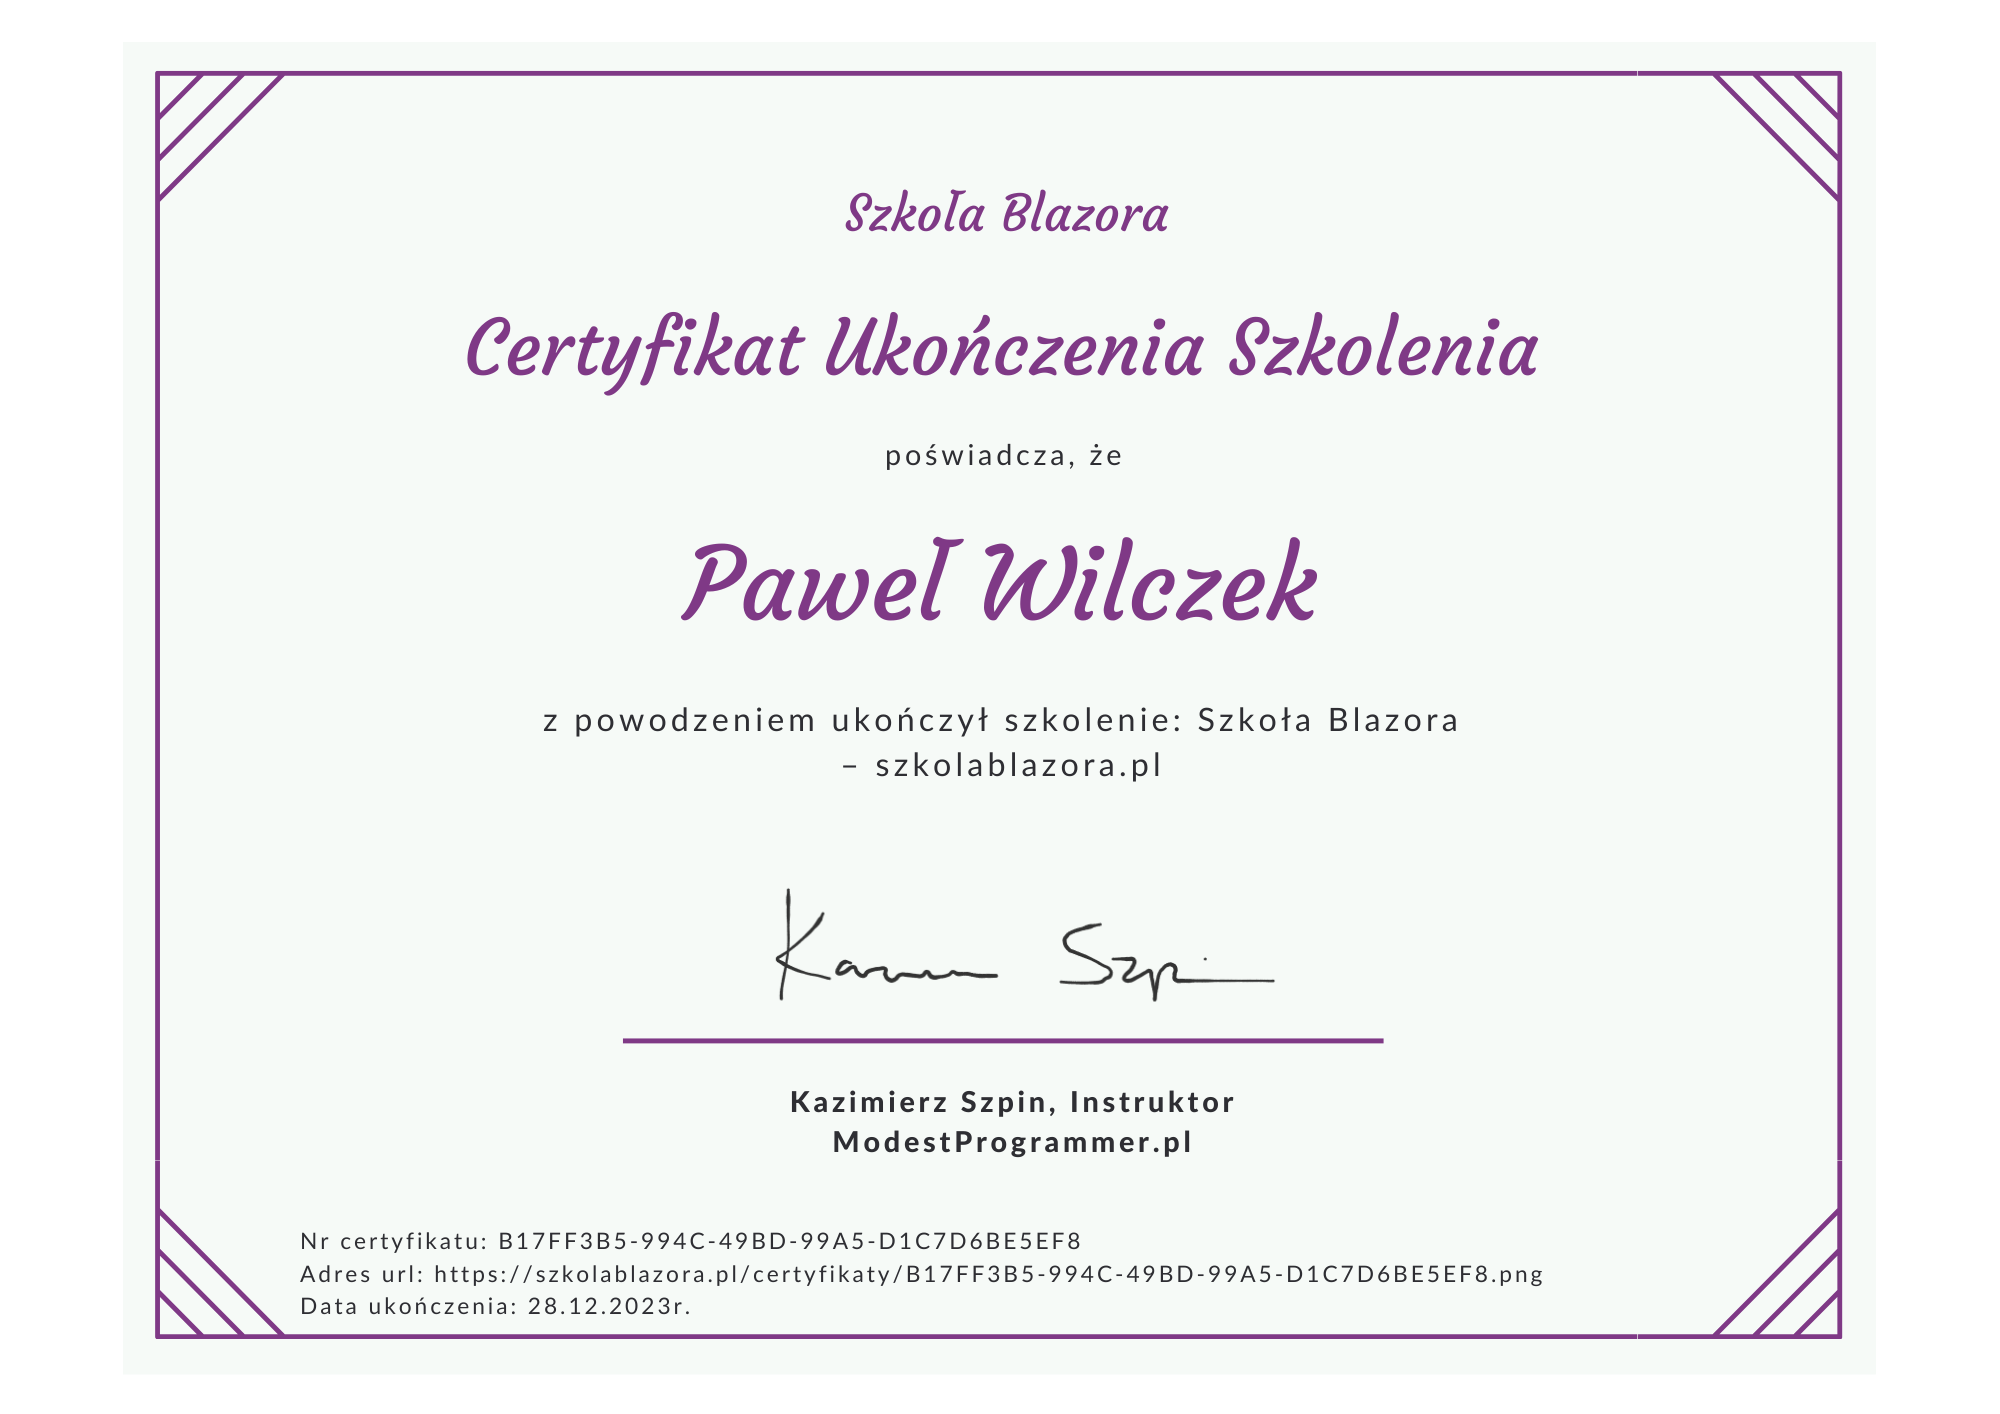 Szkoła Blazora
Certyfikat Ukończenia Szkolenia
poświadcza, że
Paweł Wilczek
z powodzeniem ukończył szkolenie: Szkoła Blazora
– szkolablazora.pl
Kazimierz Szpin, Instruktor
ModestProgrammer.pl
Nr certyfikatu: B17FF3B5-994C-49BD-99A5-D1C7D6BE5EF8
Adres url: https://szkolablazora.pl/certyfikaty/B17FF3B5-994C-49BD-99A5-D1C7D6BE5EF8.png
Data ukończenia: 28.12.2023r.